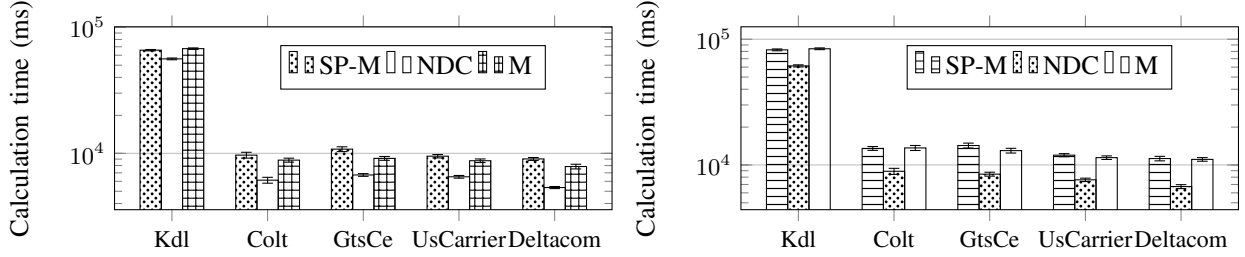 Calculation time (ms)
10^5
10^4
SP-M NDC M
Kdl Colt GtsCe UsCarrier Deltacom
Calculation time (ms)
10^5
10^4
SP-M NDC M
Kdl Colt GtsCe UsCarrier Deltacom